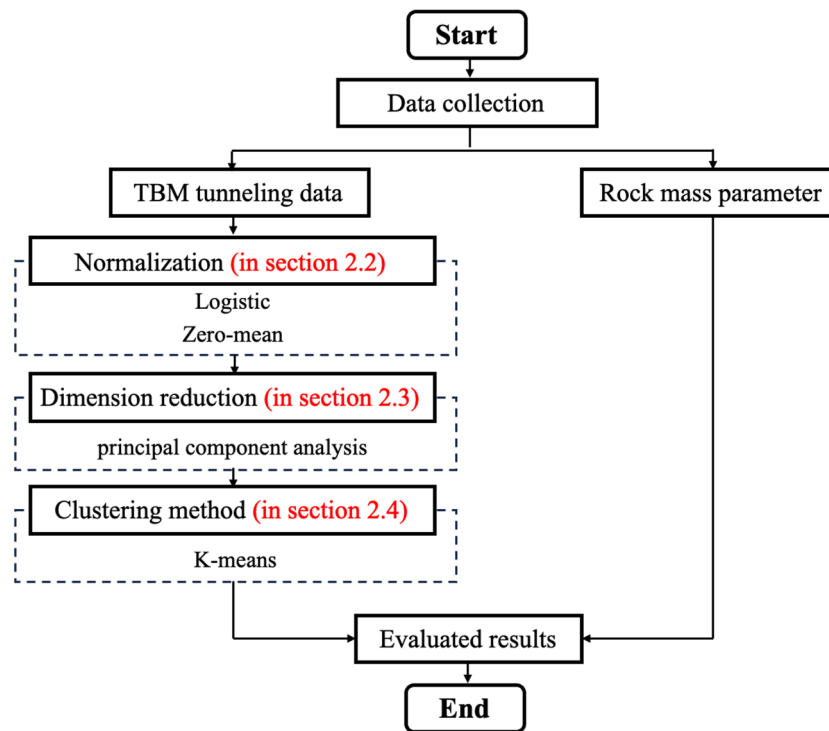 Start
Data collection
TBM tunneling data
Rock mass parameter
Normalization (in section 2.2)
Logistic
Zero-mean
Dimension reduction (in section 2.3)
principal component analysis
Clustering method (in section 2.4)
K-means
Evaluated results
End